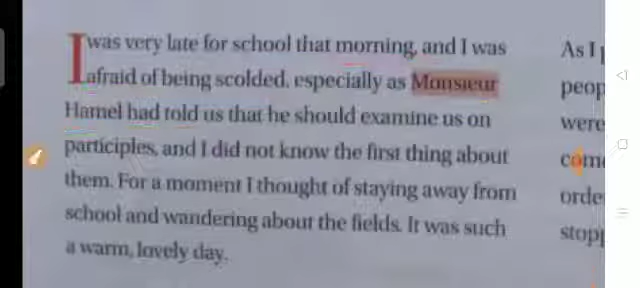 I was very late for school that morning, and I was
afraid of being scolded, especially as Monsieur
Hamel had told us that he should examine us on
participles, and I did not know the first thing about
them. For a moment I thought of staying away from
school and wandering about the fields. It was such
a warm, lovely day.
As I
peop
were
com
orde
stopp